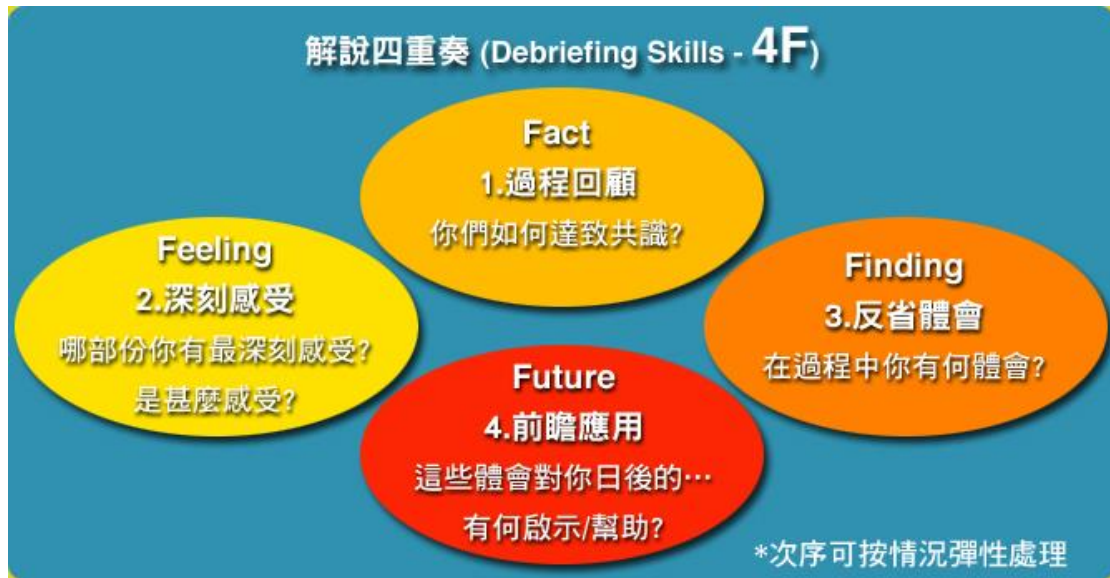 解說四重奏 (Debriefing Skills - 4F)
Fact
1.過程回顧
你們如何達致共識?
Feeling
2.深刻感受
哪部份你有最深刻感受?
是甚麼感受?
Finding
3.反省體會
在過程中你有何體會?
Future
4.前瞻應用
這些體會對你日後的…
有何啟示/幫助?
*次序可按情況彈性處理